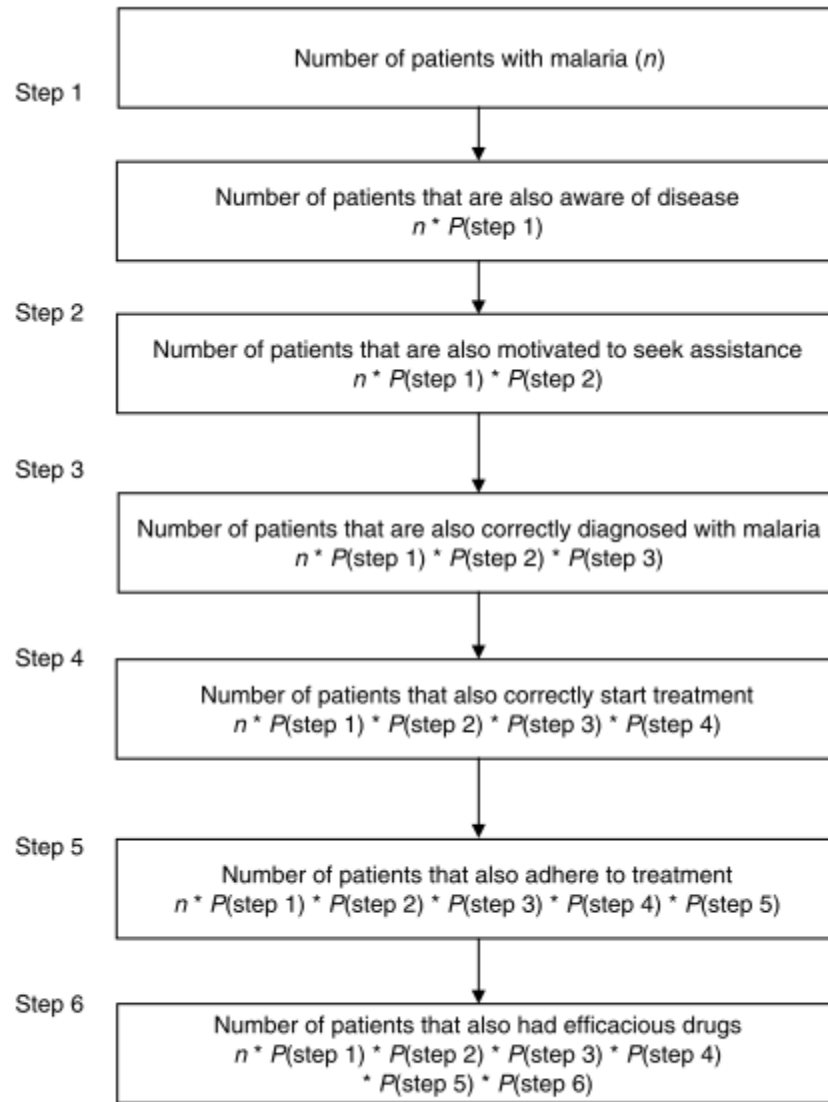 Number of patients with malaria (n)
Step 1
Number of patients that are also aware of disease
n * P(step 1)
Step 2
Number of patients that are also motivated to seek assistance
n * P(step 1) * P(step 2)
Step 3
Number of patients that are also correctly diagnosed with malaria
n * P(step 1) * P(step 2) * P(step 3)
Step 4
Number of patients that also correctly start treatment
n * P(step 1) * P(step 2) * P(step 3) * P(step 4)
Step 5
Number of patients that also adhere to treatment
n * P(step 1) * P(step 2) * P(step 3) * P(step 4) * P(step 5)
Step 6
Number of patients that also had efficacious drugs
n * P(step 1) * P(step 2) * P(step 3) * P(step 4)
* P(step 5) * P(step 6)